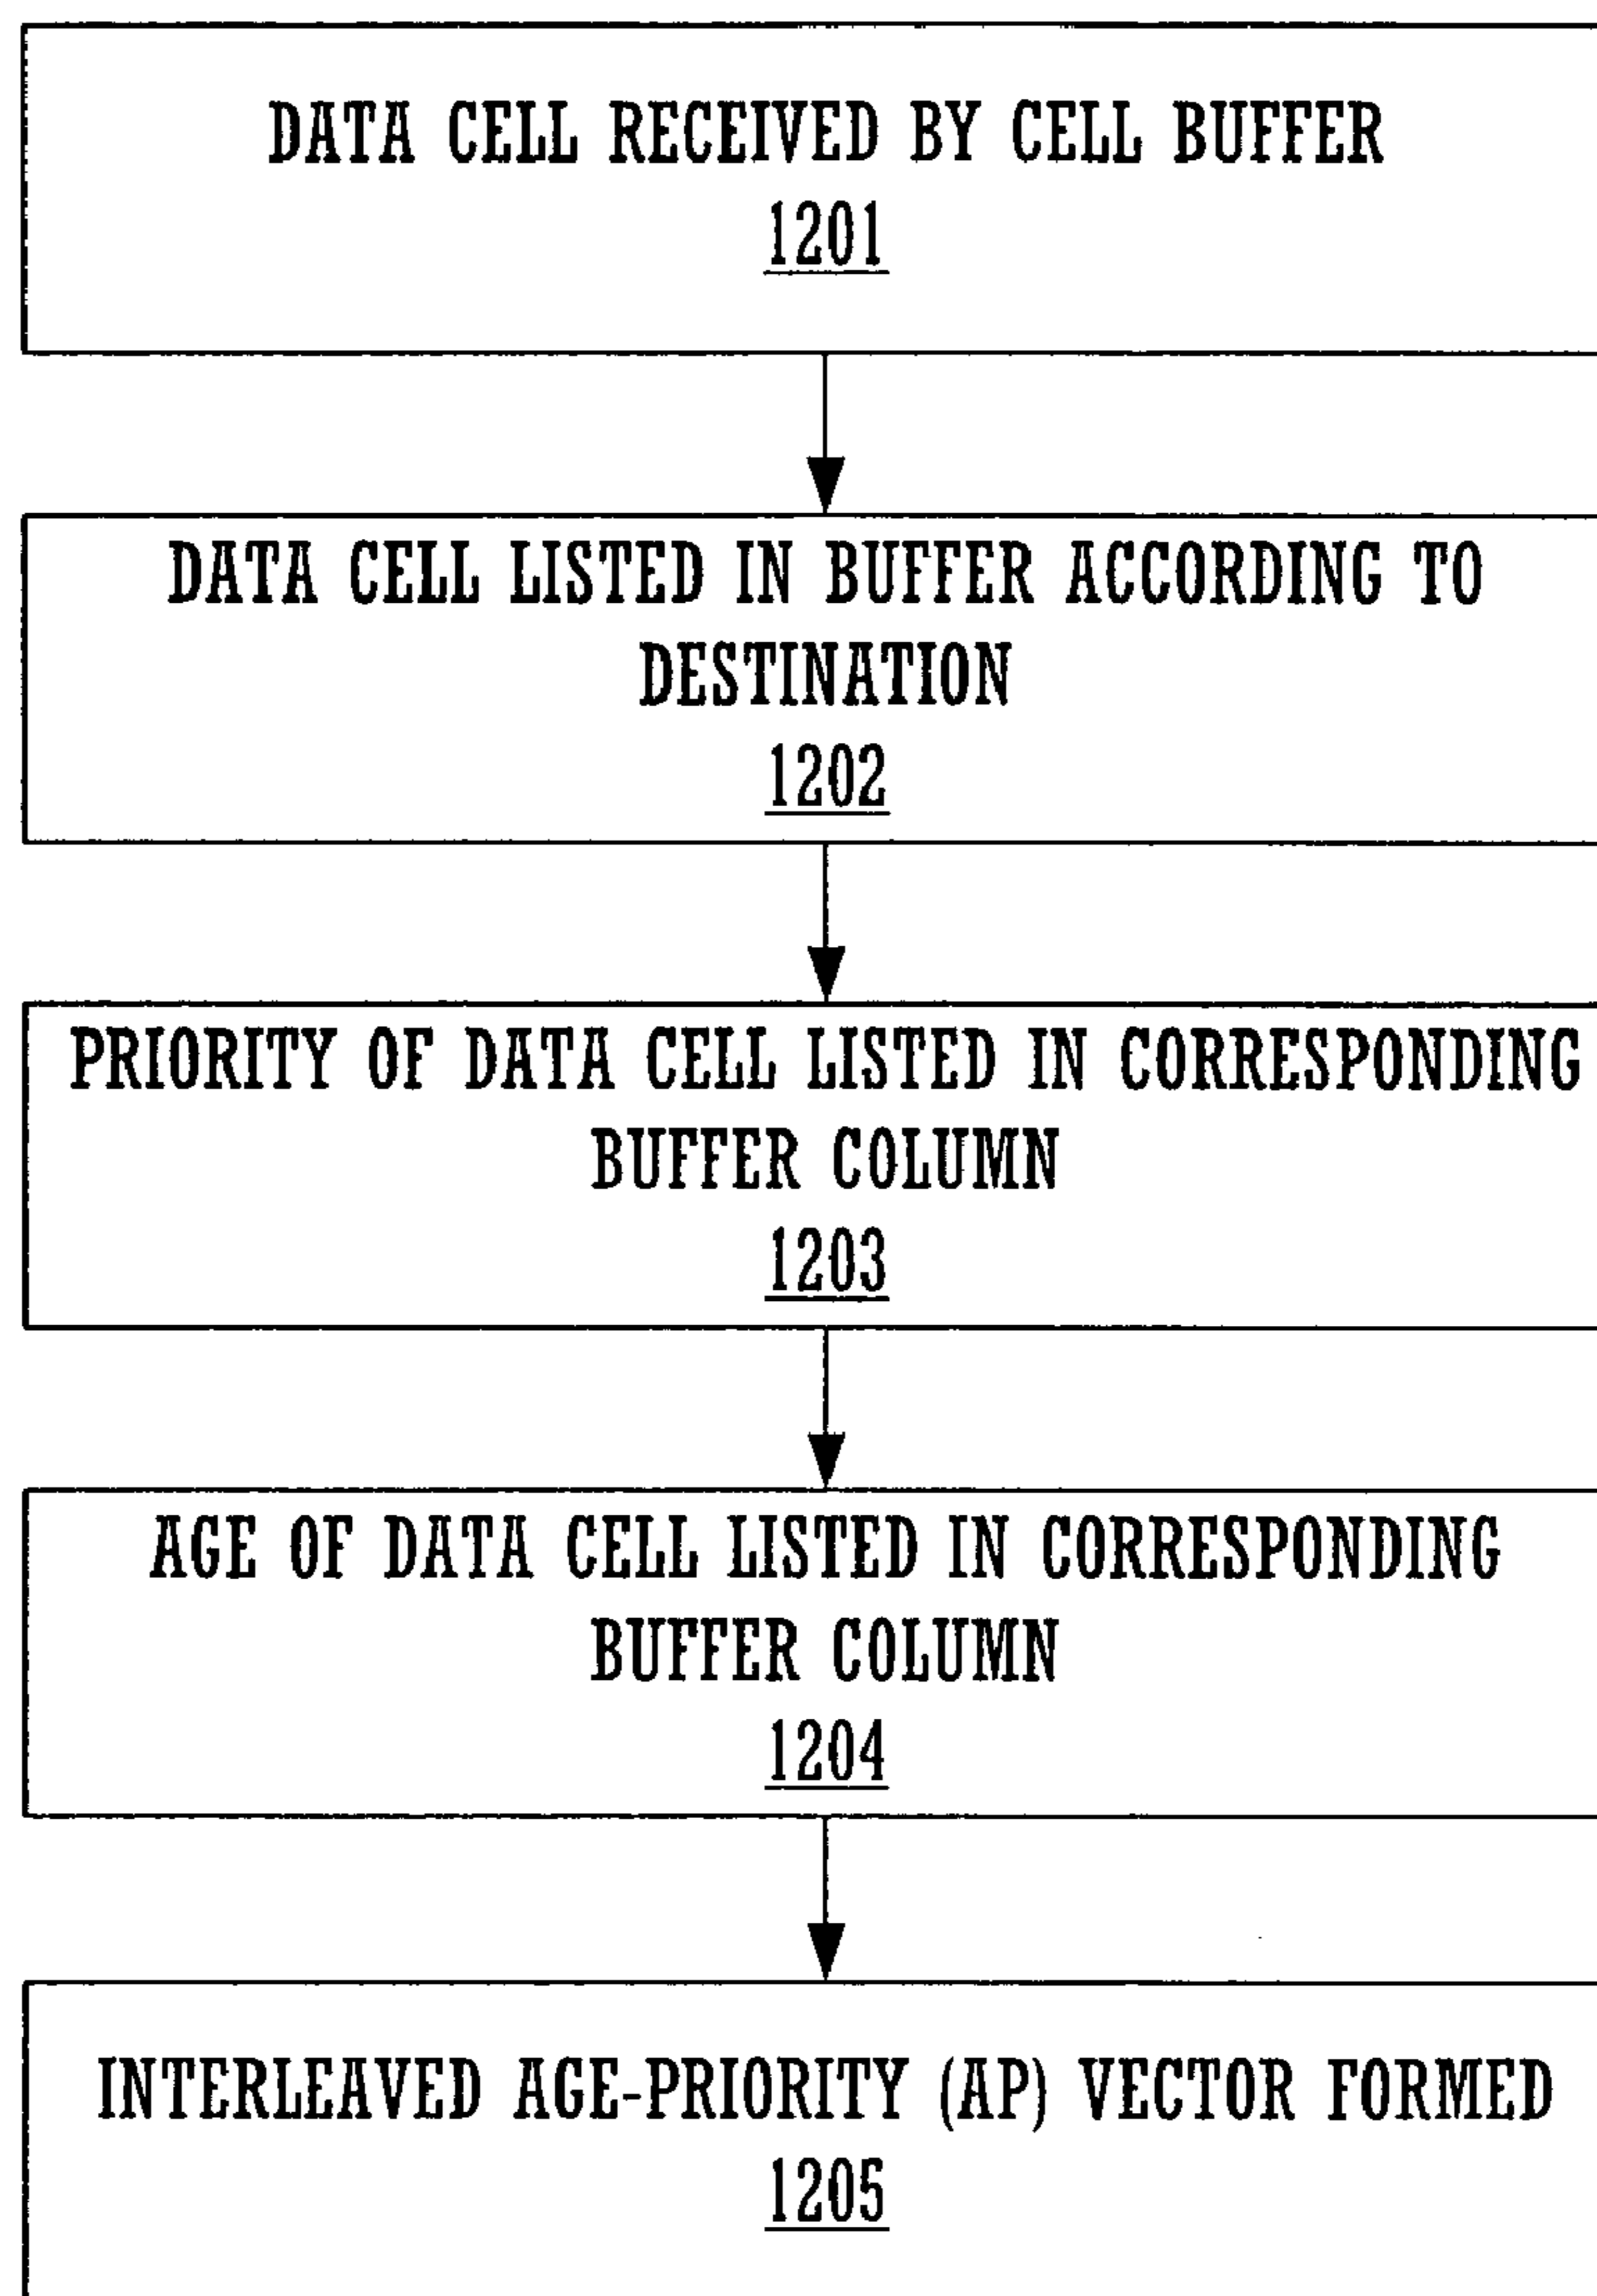 DATA CELL RECEIVED BY CELL BUFFER
1201
DATA CELL LISTED IN BUFFER ACCORDING TO
DESTINATION
1202
PRIORITY OF DATA CELL LISTED IN CORRESPONDING
BUFFER COLUMN
1203
AGE OF DATA CELL LISTED IN CORRESPONDING
BUFFER COLUMN
1204
INTERLEAVED AGE-PRIORITY (AP) VECTOR FORMED
1205